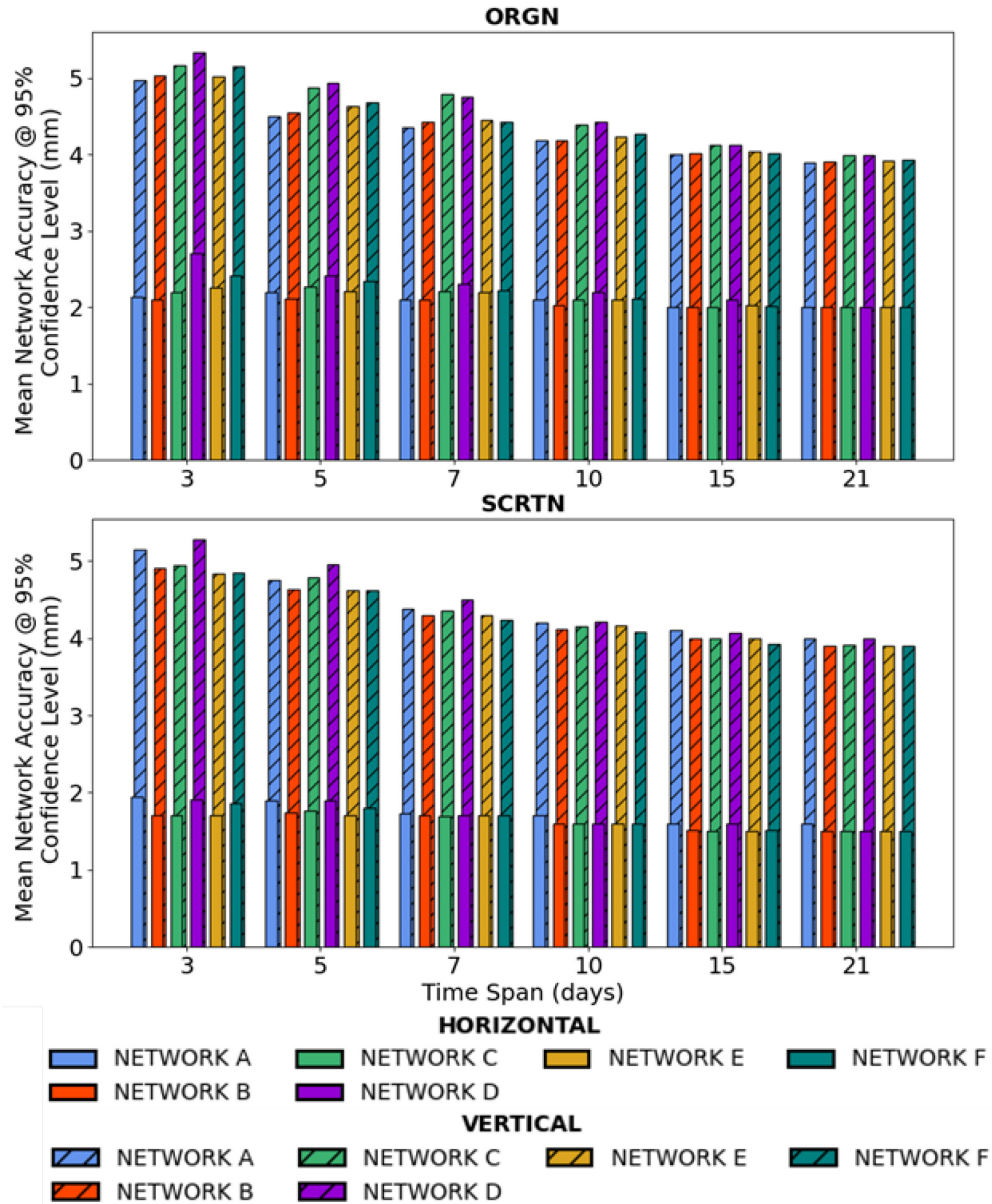 ORGN
Mean Network Accuracy @ 95%
Confidence Level (mm)
5
4
3
2
1
0
3 5 7 10 15 21
SCRTN
Mean Network Accuracy @ 95%
Confidence Level (mm)
5
4
3
2
1
0
3 5 7 10 15 21
Time Span (days)
HORIZONTAL
NETWORK A NETWORK C NETWORK E NETWORK F
NETWORK B NETWORK D
VERTICAL
NETWORK A NETWORK C NETWORK E NETWORK F
NETWORK B NETWORK D